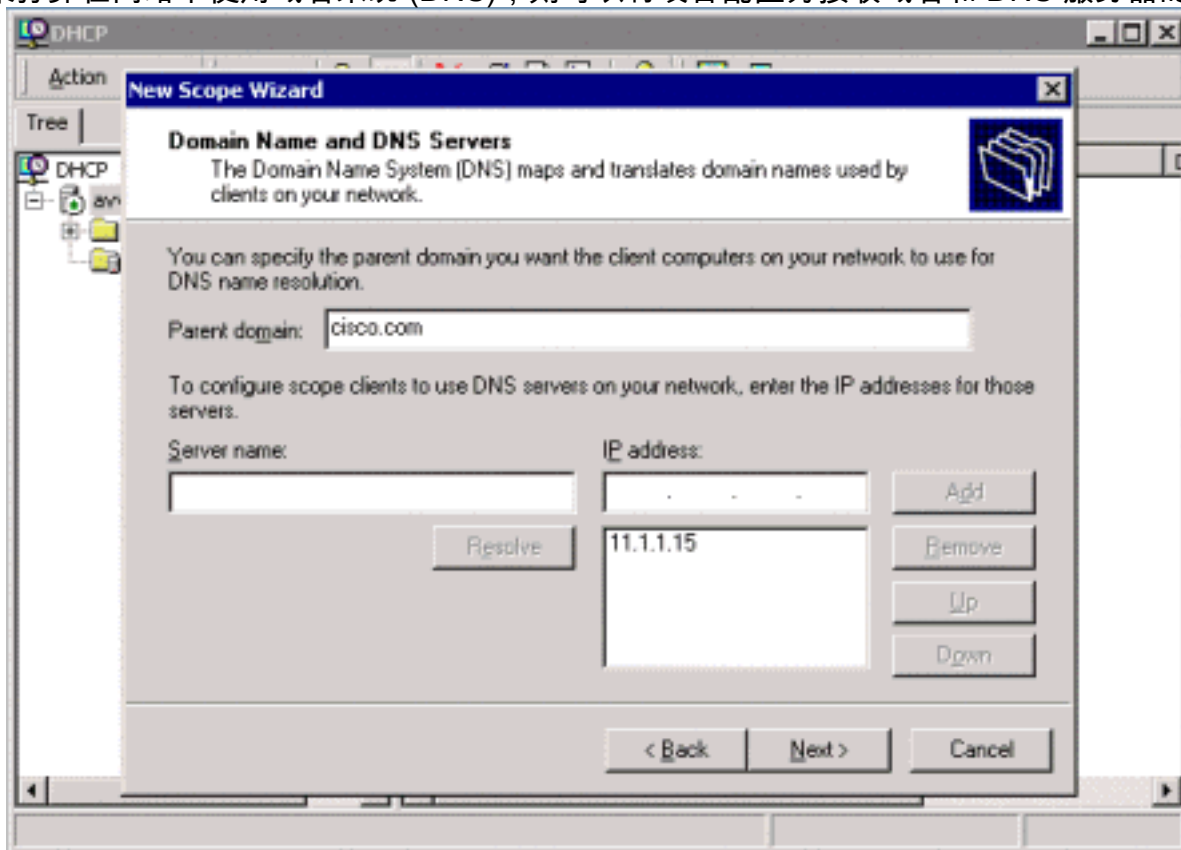 DHCP
Action
New Scope Wizard
Tree
Domain Name and DNS Servers
The Domain Name System (DNS) maps and translates domain names used by
clients on your network.
DHCP
You can specify the parent domain you want the client computers on your network to use for
DNS name resolution.
Parent domain: cisco.com
To configure scope clients to use DNS servers on your network, enter the IP addresses for those
servers.
Server name: IP address:
Add
Resolve 11.1.1.15 Remove
Up
Down
< Back Next > Cancel